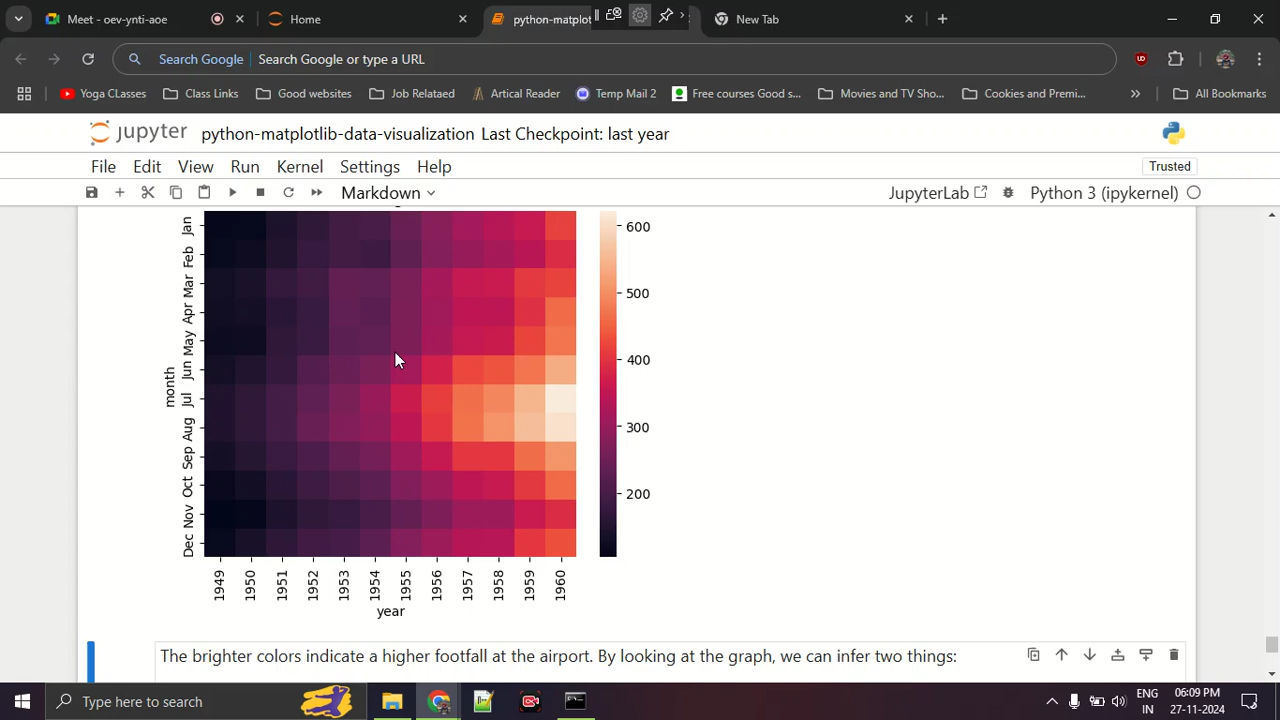 Meet - oev-ynti-aoe
Home
python-matplot
New Tab
Search Google
Search Google or type a URL
Yoga CLasses
Class Links
Good websites
Job Relataed
Artical Reader
Temp Mail 2
Free courses Good s...
Movies and TV Sho...
Cookies and Premi...
All Bookmarks
jupyter
python-matplotlib-data-visualization Last Checkpoint: last year
File Edit View Run Kernel Settings Help
Trusted
Markdown
JupyterLab
Python 3 (ipykernel)
Jan
Feb
Mar
Apr
May
Jun
Jul
Aug
Sep
Oct
Nov
Dec
month
600
500
400
300
200
1949 1950 1951 1952 1953 1954 1955 1956 1957 1958 1959 1960
year
The brighter colors indicate a higher footfall at the airport. By looking at the graph, we can infer two things:
Type here to search
ENG
IN
06:09 PM
27-11-2024